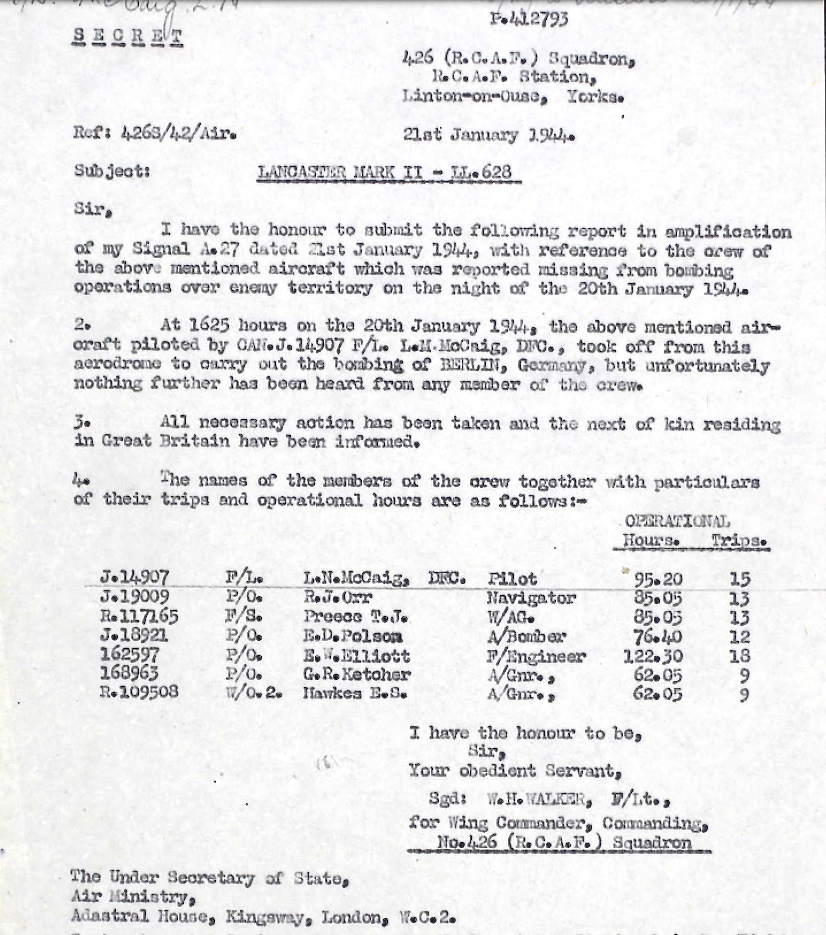 P.412793
SECRET
426 (R.C.A.F.) Squadron,
R.C.A.F. Station,
Linton-on-Ouse, Yorks.
Ref: 426S/42/Air.
21st January 1944.
Subject:
LANCASTER MARK II - LL.628
Sir,
I have the honour to submit the following report in amplification
of my Signal A.27 dated 21st January 1944, with reference to the crew of
the above mentioned aircraft which was reported missing from bombing
operations over enemy territory on the night of the 20th January 1944.
2. At 1625 hours on the 20th January 1944, the above mentioned air-
craft piloted by CAN.J.14907 F/L. L.M.McCaig, DFC., took off from this
aerodrome to carry out the bombing of BERLIN, Germany, but unfortunately
nothing further has been heard from any member of the crew.
3. All necessary action has been taken and the next of kin residing
in Great Britain have been informed.
4. The names of the members of the crew together with particulars
of their trips and operational hours are as follows:-
OPERATIONAL
Hours. Trips.
J.14907 F/L. L.N.McCaig, DFC. Pilot 95.20 15
J.19009 P/O. R.J.Orr Navigator 85.05 13
R.117165 F/S. Preece T.J. W/AG. 85.05 13
J.18921 P/O. E.D.Polson A/Bomber 76.40 12
162597 P/O. E.W.Elliott F/Engineer 122.30 18
168963 P/O. G.R.Ketcher A/Gnr., 62.05 9
R.109508 W/O.2. Hawkes E.S. A/Gnr., 62.05 9
I have the honour to be,
Sir,
Your obedient Servant,
Sgd: W.H.WALKER, F/Lt.,
for Wing Commander, Commanding,
No.426 (R.C.A.F.) Squadron
The Under Secretary of State,
Air Ministry,
Adastral House, Kingsway, London, W.C.2.